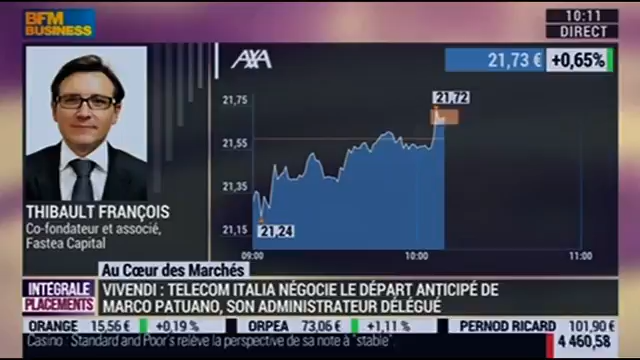 BFM
BUSINESS
10:11
DIRECT
AXA
21,73 € +0,65%
21,75
21,55
21,35
21,15
21,72
21,24
09:00 10:00 11:00
THIBAULT FRANÇOIS
Co-fondateur et associé,
Fastea Capital
Au Cœur des Marchés
INTÉGRALE
PLACEMENTS
VIVENDI : TELECOM ITALIA NÉGOCIE LE DÉPART ANTICIPÉ DE
MARCO PATUANO, SON ADMINISTRATEUR DÉLÉGUÉ
ORANGE 15,56 € +0,19 % ORPEA 73,06 € +1,11 % PERNOD RICARD 101,90 €
Casino : Standard and Poor's relève la perspective de sa note à "stable". 4 460,58